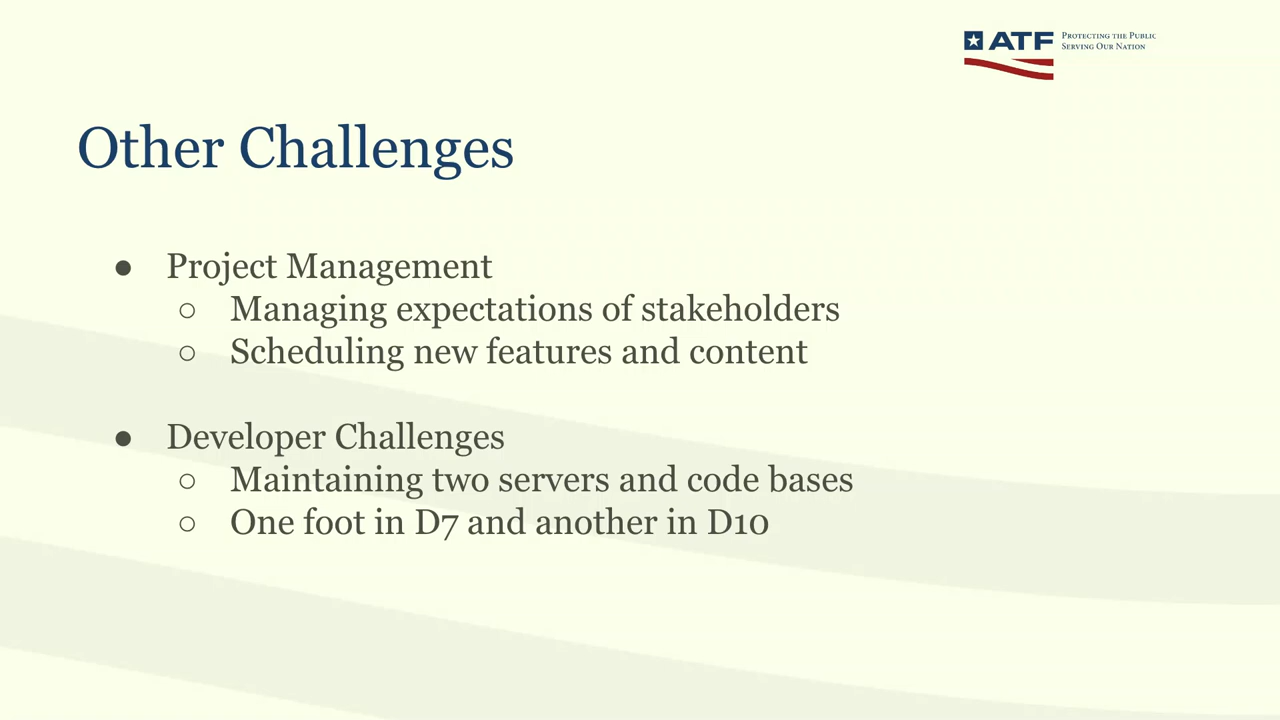 ATF
PROTECTING THE PUBLIC
SERVING OUR NATION
Other Challenges
● Project Management
○ Managing expectations of stakeholders
○ Scheduling new features and content
● Developer Challenges
○ Maintaining two servers and code bases
○ One foot in D7 and another in D10